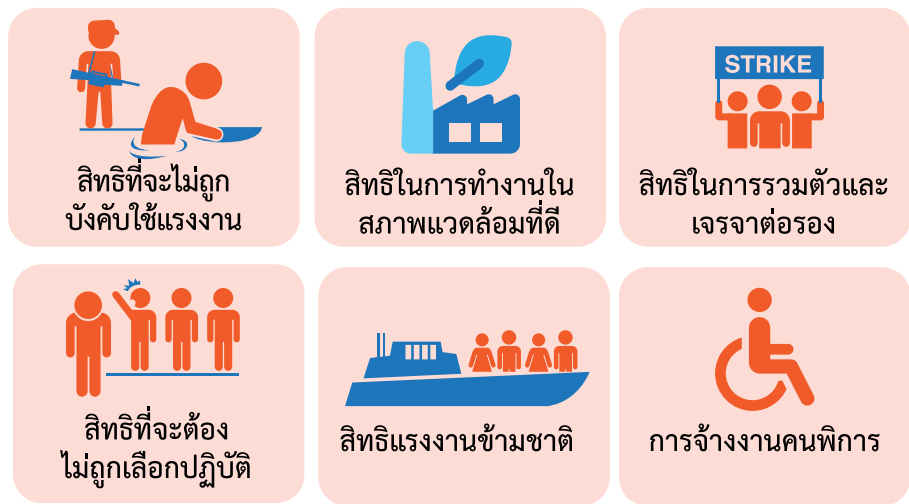 สิทธิที่จะไม่ถูก
บังคับใช้แรงงาน
สิทธิในการทำงานใน
สภาพแวดล้อมที่ดี
STRIKE
สิทธิในการรวมตัวและ
เจรจาต่อรอง
สิทธิที่จะต้อง
ไม่ถูกเลือกปฏิบัติ
สิทธิแรงงานข้ามชาติ
การจ้างงานคนพิการ